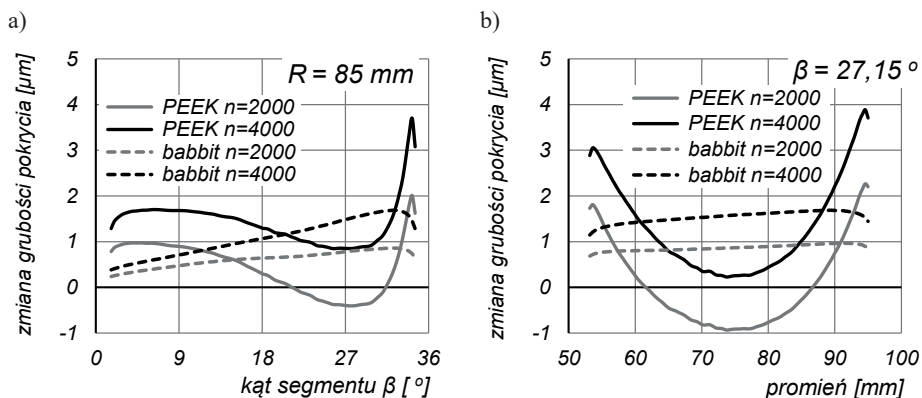 a)
b)
zmiana grubości pokrycia [µm]
5
4
3
2
1
0
-1
R = 85 mm
PEEK n=2000
PEEK n=4000
babbit n=2000
babbit n=4000
0 9 18 27 36
kąt segmentu β [ º]
zmiana grubości pokrycia [µm]
5
4
3
2
1
0
-1
β = 27,15 º
PEEK n=2000
PEEK n=4000
babbit n=2000
babbit n=4000
50 60 70 80 90 100
promień [mm]